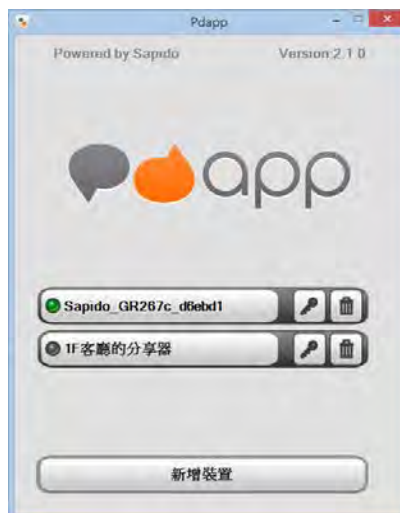 Pdapp
Powered by Sapido
Version:2.1.0
pdapp
Sapido_GR267c_d6ebd1
1F客廳的分享器
新增裝置